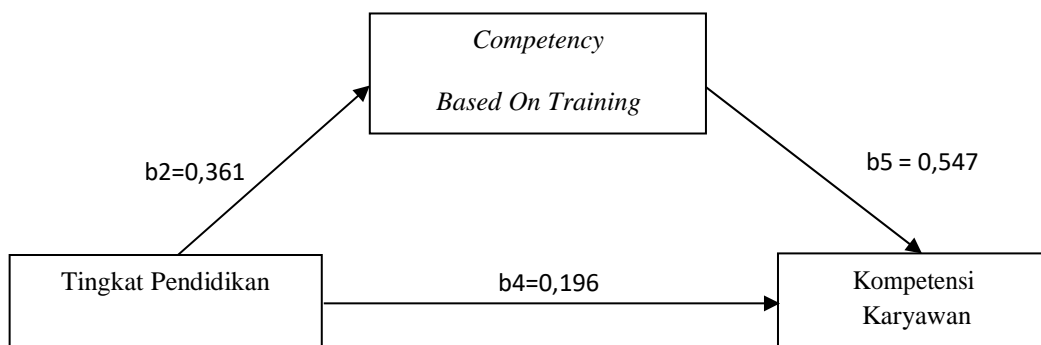 Competency
Based On Training
b2=0,361
b5 = 0,547
Tingkat Pendidikan
b4=0,196
Kompetensi
Karyawan